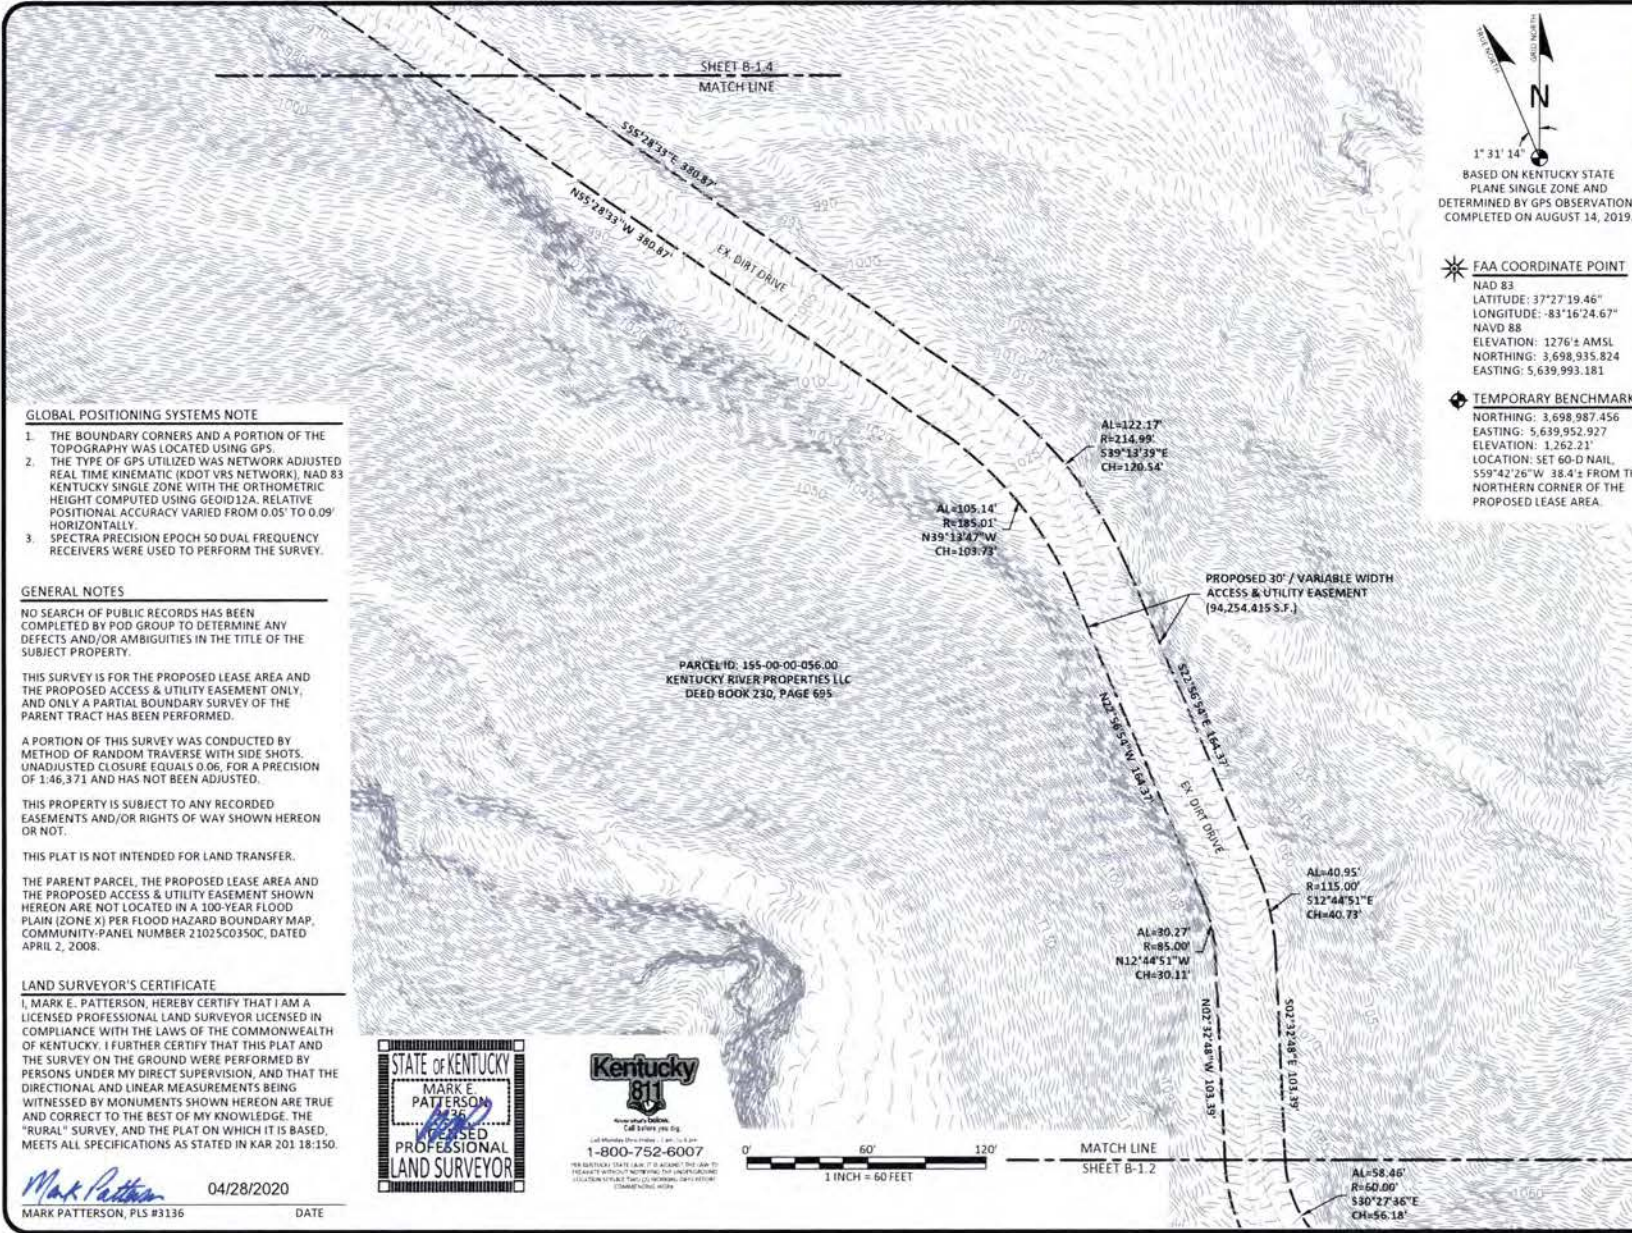 SHEET B-1.4
MATCH LINE
S55°28'33"E 380.87'
N55°28'33"W 380.87'
EX. DIRT DRIVE
TRUE NORTH
GRID NORTH
N
1° 31' 14"
BASED ON KENTUCKY STATE
PLANE SINGLE ZONE AND
DETERMINED BY GPS OBSERVATION
COMPLETED ON AUGUST 14, 2019.
FAA COORDINATE POINT
NAD 83
LATITUDE: 37°27'19.46"
LONGITUDE: -83°16'24.67"
NAVD 88
ELEVATION: 1276'± AMSL
NORTHING: 3,698,935.824
EASTING: 5,639,993.181
TEMPORARY BENCHMARK
NORTHING: 3,698,987.456
EASTING: 5,639,952.927
ELEVATION: 1,262.21'
LOCATION: SET 60-D NAIL,
S59°42'26"W 38.4'± FROM TH
NORTHERN CORNER OF THE
PROPOSED LEASE AREA.
970
980
1000
990
990
980
1000
1010
1025
AL=122.17'
R=214.99'
S39°13'39"E
CH=120.54'
AL=105.14'
R=185.01'
N39°13'47"W
CH=103.73'
PROPOSED 30' / VARIABLE WIDTH
ACCESS & UTILITY EASEMENT
(94,254.415 S.F.)
PARCEL ID: 155-00-00-056.00
KENTUCKY RIVER PROPERTIES LLC
DEED BOOK 230, PAGE 695
S22°56'54"E 164.37'
N22°56'54"W 164.37'
EX. DIRT DRIVE
AL=40.95'
R=115.00'
S12°44'51"E
CH=40.73'
AL=30.27'
R=85.00'
N12°44'51"W
CH=30.11'
N02°32'48"W 103.39'
S02°32'48"E 103.39'
MATCH LINE
SHEET B-1.2
AL=58.46'
R=60.00'
S30°27'36"E
CH=56.18'
1060
GLOBAL POSITIONING SYSTEMS NOTE
1. THE BOUNDARY CORNERS AND A PORTION OF THE
TOPOGRAPHY WAS LOCATED USING GPS.
2. THE TYPE OF GPS UTILIZED WAS NETWORK ADJUSTED
REAL TIME KINEMATIC (KDOT VRS NETWORK), NAD 83
KENTUCKY SINGLE ZONE WITH THE ORTHOMETRIC
HEIGHT COMPUTED USING GEOID12A. RELATIVE
POSITIONAL ACCURACY VARIED FROM 0.05' TO 0.09'
HORIZONTALLY.
3. SPECTRA PRECISION EPOCH 50 DUAL FREQUENCY
RECEIVERS WERE USED TO PERFORM THE SURVEY.
GENERAL NOTES
NO SEARCH OF PUBLIC RECORDS HAS BEEN
COMPLETED BY POD GROUP TO DETERMINE ANY
DEFECTS AND/OR AMBIGUITIES IN THE TITLE OF THE
SUBJECT PROPERTY.
THIS SURVEY IS FOR THE PROPOSED LEASE AREA AND
THE PROPOSED ACCESS & UTILITY EASEMENT ONLY,
AND ONLY A PARTIAL BOUNDARY SURVEY OF THE
PARENT TRACT HAS BEEN PERFORMED.
A PORTION OF THIS SURVEY WAS CONDUCTED BY
METHOD OF RANDOM TRAVERSE WITH SIDE SHOTS.
UNADJUSTED CLOSURE EQUALS 0.06, FOR A PRECISION
OF 1:46,371 AND HAS NOT BEEN ADJUSTED.
THIS PROPERTY IS SUBJECT TO ANY RECORDED
EASEMENTS AND/OR RIGHTS OF WAY SHOWN HEREON
OR NOT.
THIS PLAT IS NOT INTENDED FOR LAND TRANSFER.
THE PARENT PARCEL, THE PROPOSED LEASE AREA AND
THE PROPOSED ACCESS & UTILITY EASEMENT SHOWN
HEREON ARE NOT LOCATED IN A 100-YEAR FLOOD
PLAIN (ZONE X) PER FLOOD HAZARD BOUNDARY MAP,
COMMUNITY-PANEL NUMBER 21025C0350C, DATED
APRIL 2, 2008.
LAND SURVEYOR'S CERTIFICATE
I, MARK E. PATTERSON, HEREBY CERTIFY THAT I AM A
LICENSED PROFESSIONAL LAND SURVEYOR LICENSED IN
COMPLIANCE WITH THE LAWS OF THE COMMONWEALTH
OF KENTUCKY. I FURTHER CERTIFY THAT THIS PLAT AND
THE SURVEY ON THE GROUND WERE PERFORMED BY
PERSONS UNDER MY DIRECT SUPERVISION, AND THAT THE
DIRECTIONAL AND LINEAR MEASUREMENTS BEING
WITNESSED BY MONUMENTS SHOWN HEREON ARE TRUE
AND CORRECT TO THE BEST OF MY KNOWLEDGE. THE
"RURAL" SURVEY, AND THE PLAT ON WHICH IT IS BASED,
MEETS ALL SPECIFICATIONS AS STATED IN KAR 201 18:150.
Mark Patterson
04/28/2020
MARK PATTERSON, PLS #3136 DATE
STATE OF KENTUCKY
MARK E.
PATTERSON
3136
LICENSED
PROFESSIONAL
LAND SURVEYOR
Kentucky
811
Know what's below.
Call before you dig.
1-800-752-6007
0' 60' 120'
1 INCH = 60 FEET